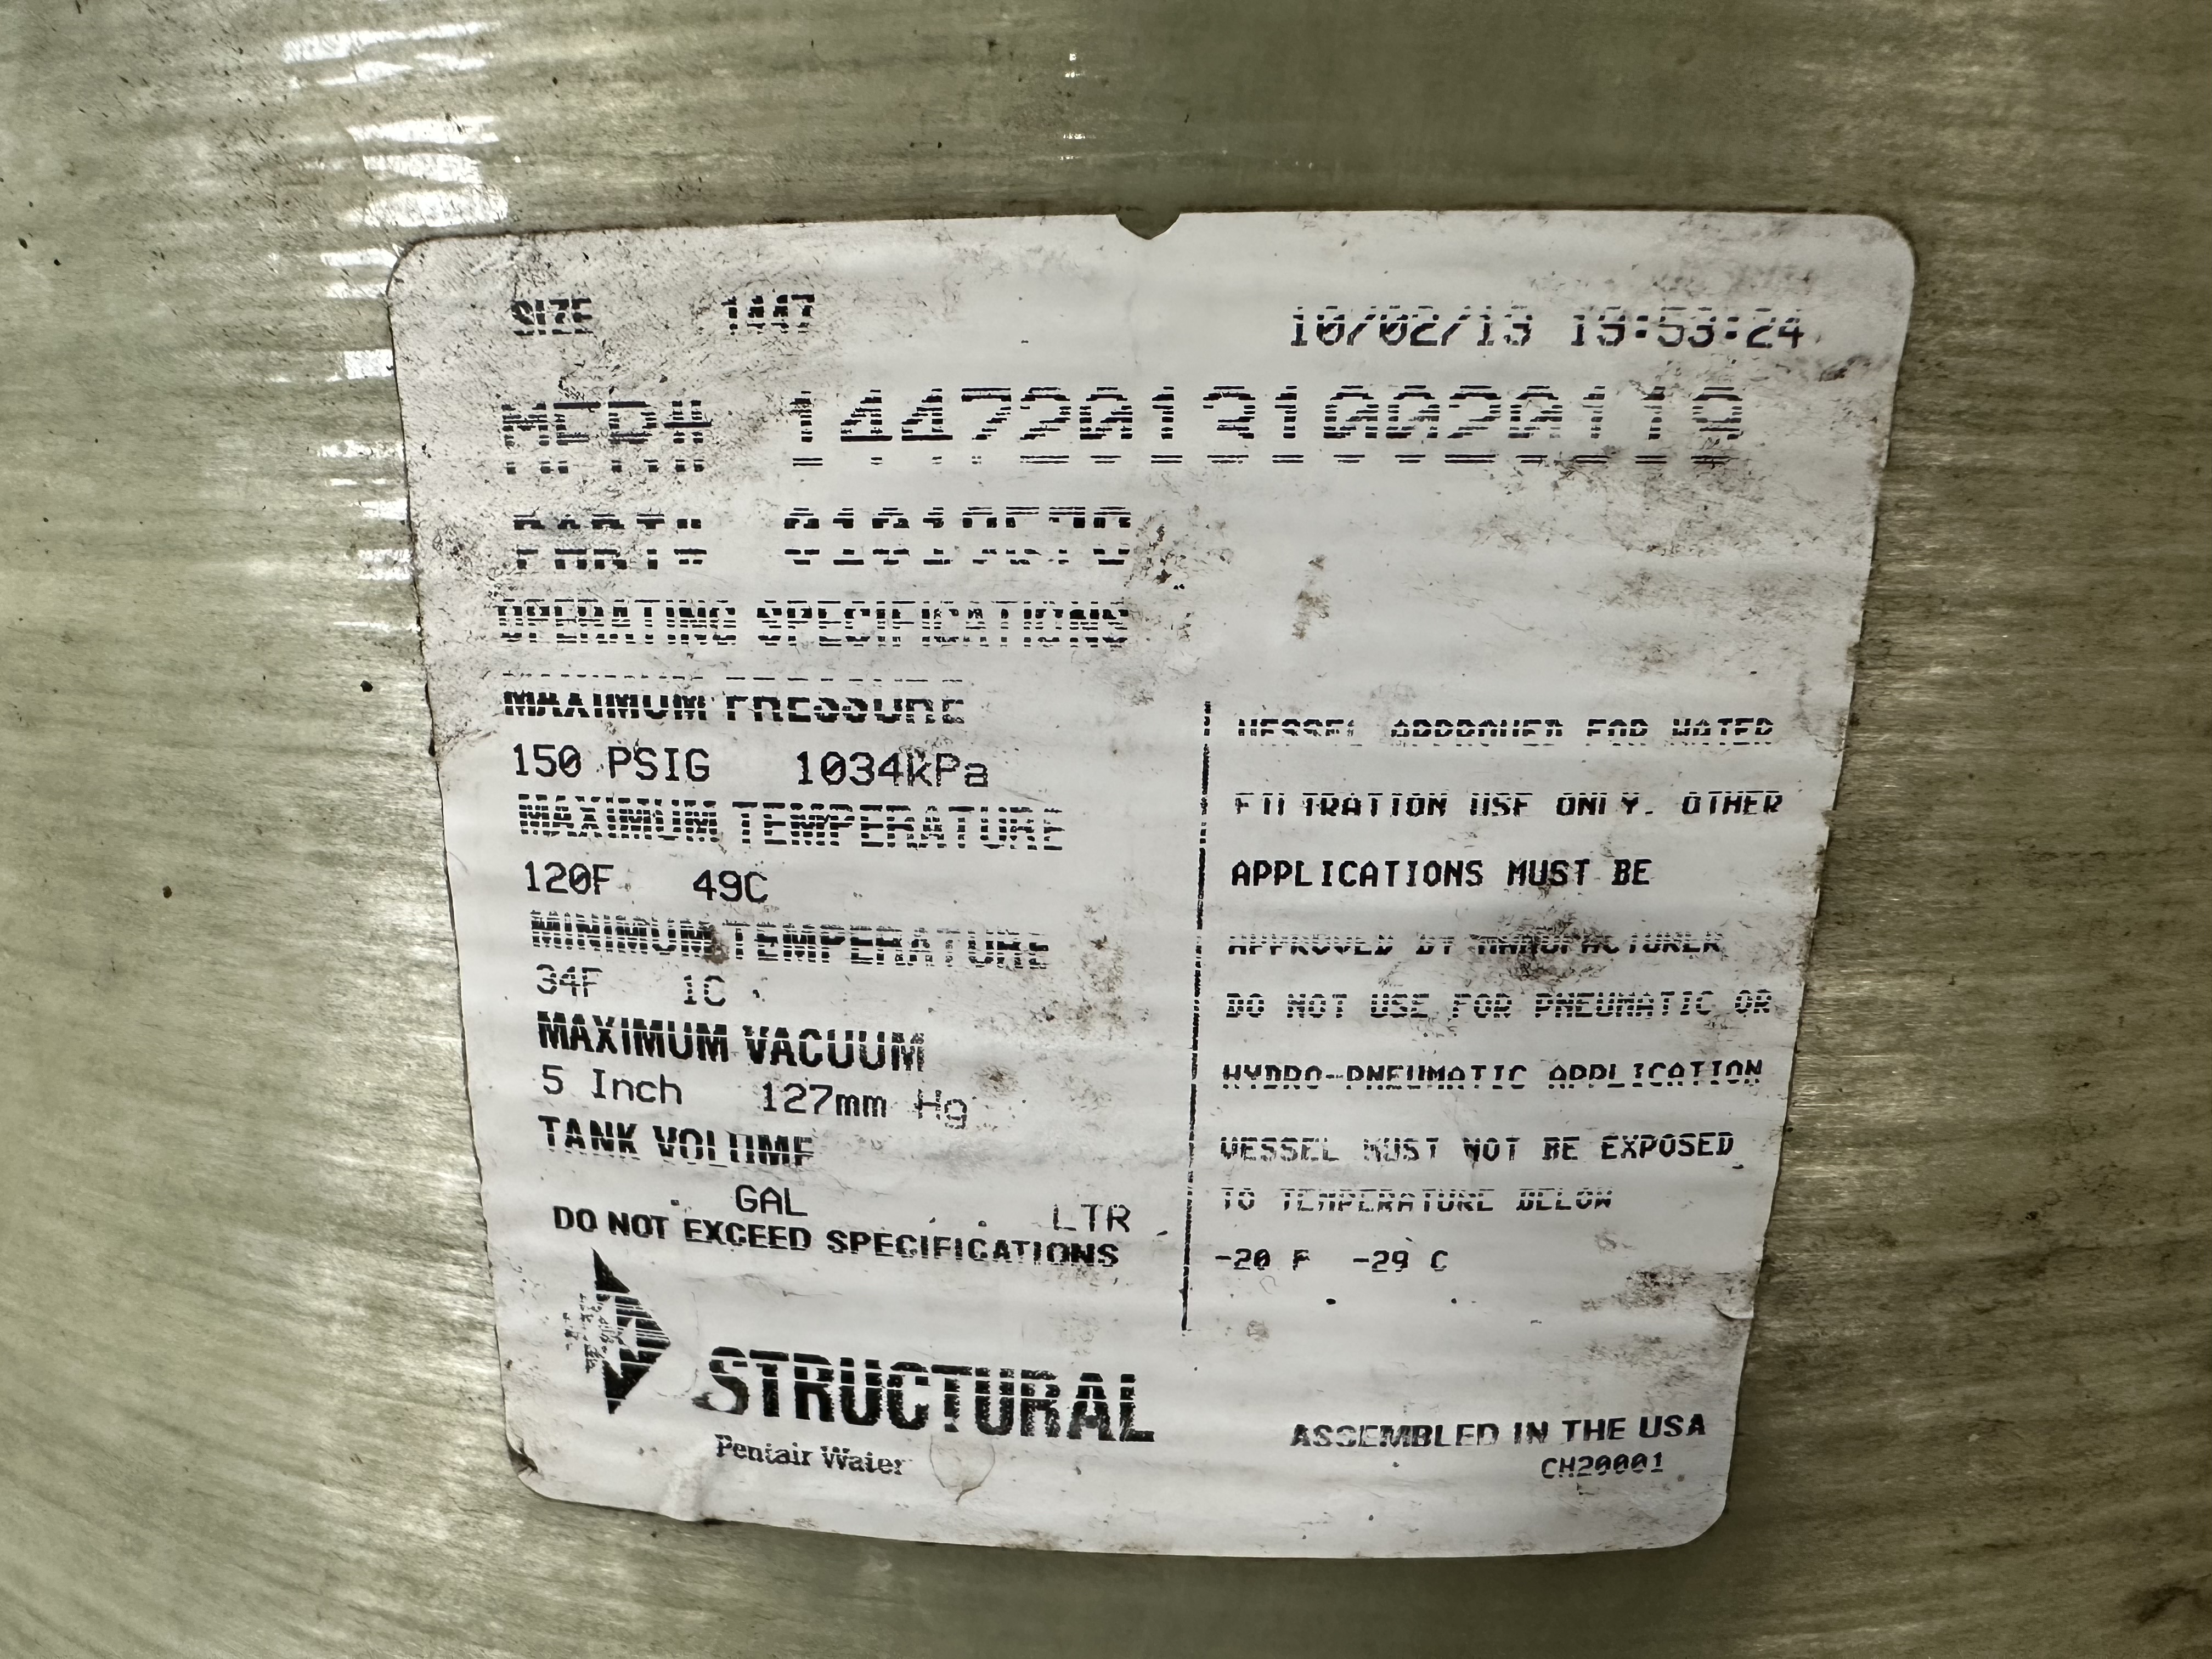 SIZE 1447 10/02/13 13:53:24
MFR# 1447201310020118
PART#
OPERATING SPECIFICATIONS
MAXIMUM PRESSURE
150 PSIG 1034kPa
MAXIMUM TEMPERATURE
120F 49C
MINIMUM TEMPERATURE
34F 1C
MAXIMUM VACUUM
5 Inch 127mm Hg
TANK VOLUME
GAL LTR
DO NOT EXCEED SPECIFICATIONS
VESSEL APPROVED FOR WATER
FILTRATION USE ONLY. OTHER
APPLICATIONS MUST BE
APPROVED BY MANUFACTURER
DO NOT USE FOR PNEUMATIC OR
HYDRO-PNEUMATIC APPLICATION
VESSEL MUST NOT BE EXPOSED
TO TEMPERATURE BELOW
-20 F -29 C
STRUCTURAL
Pentair Water
ASSEMBLED IN THE USA
CH20001